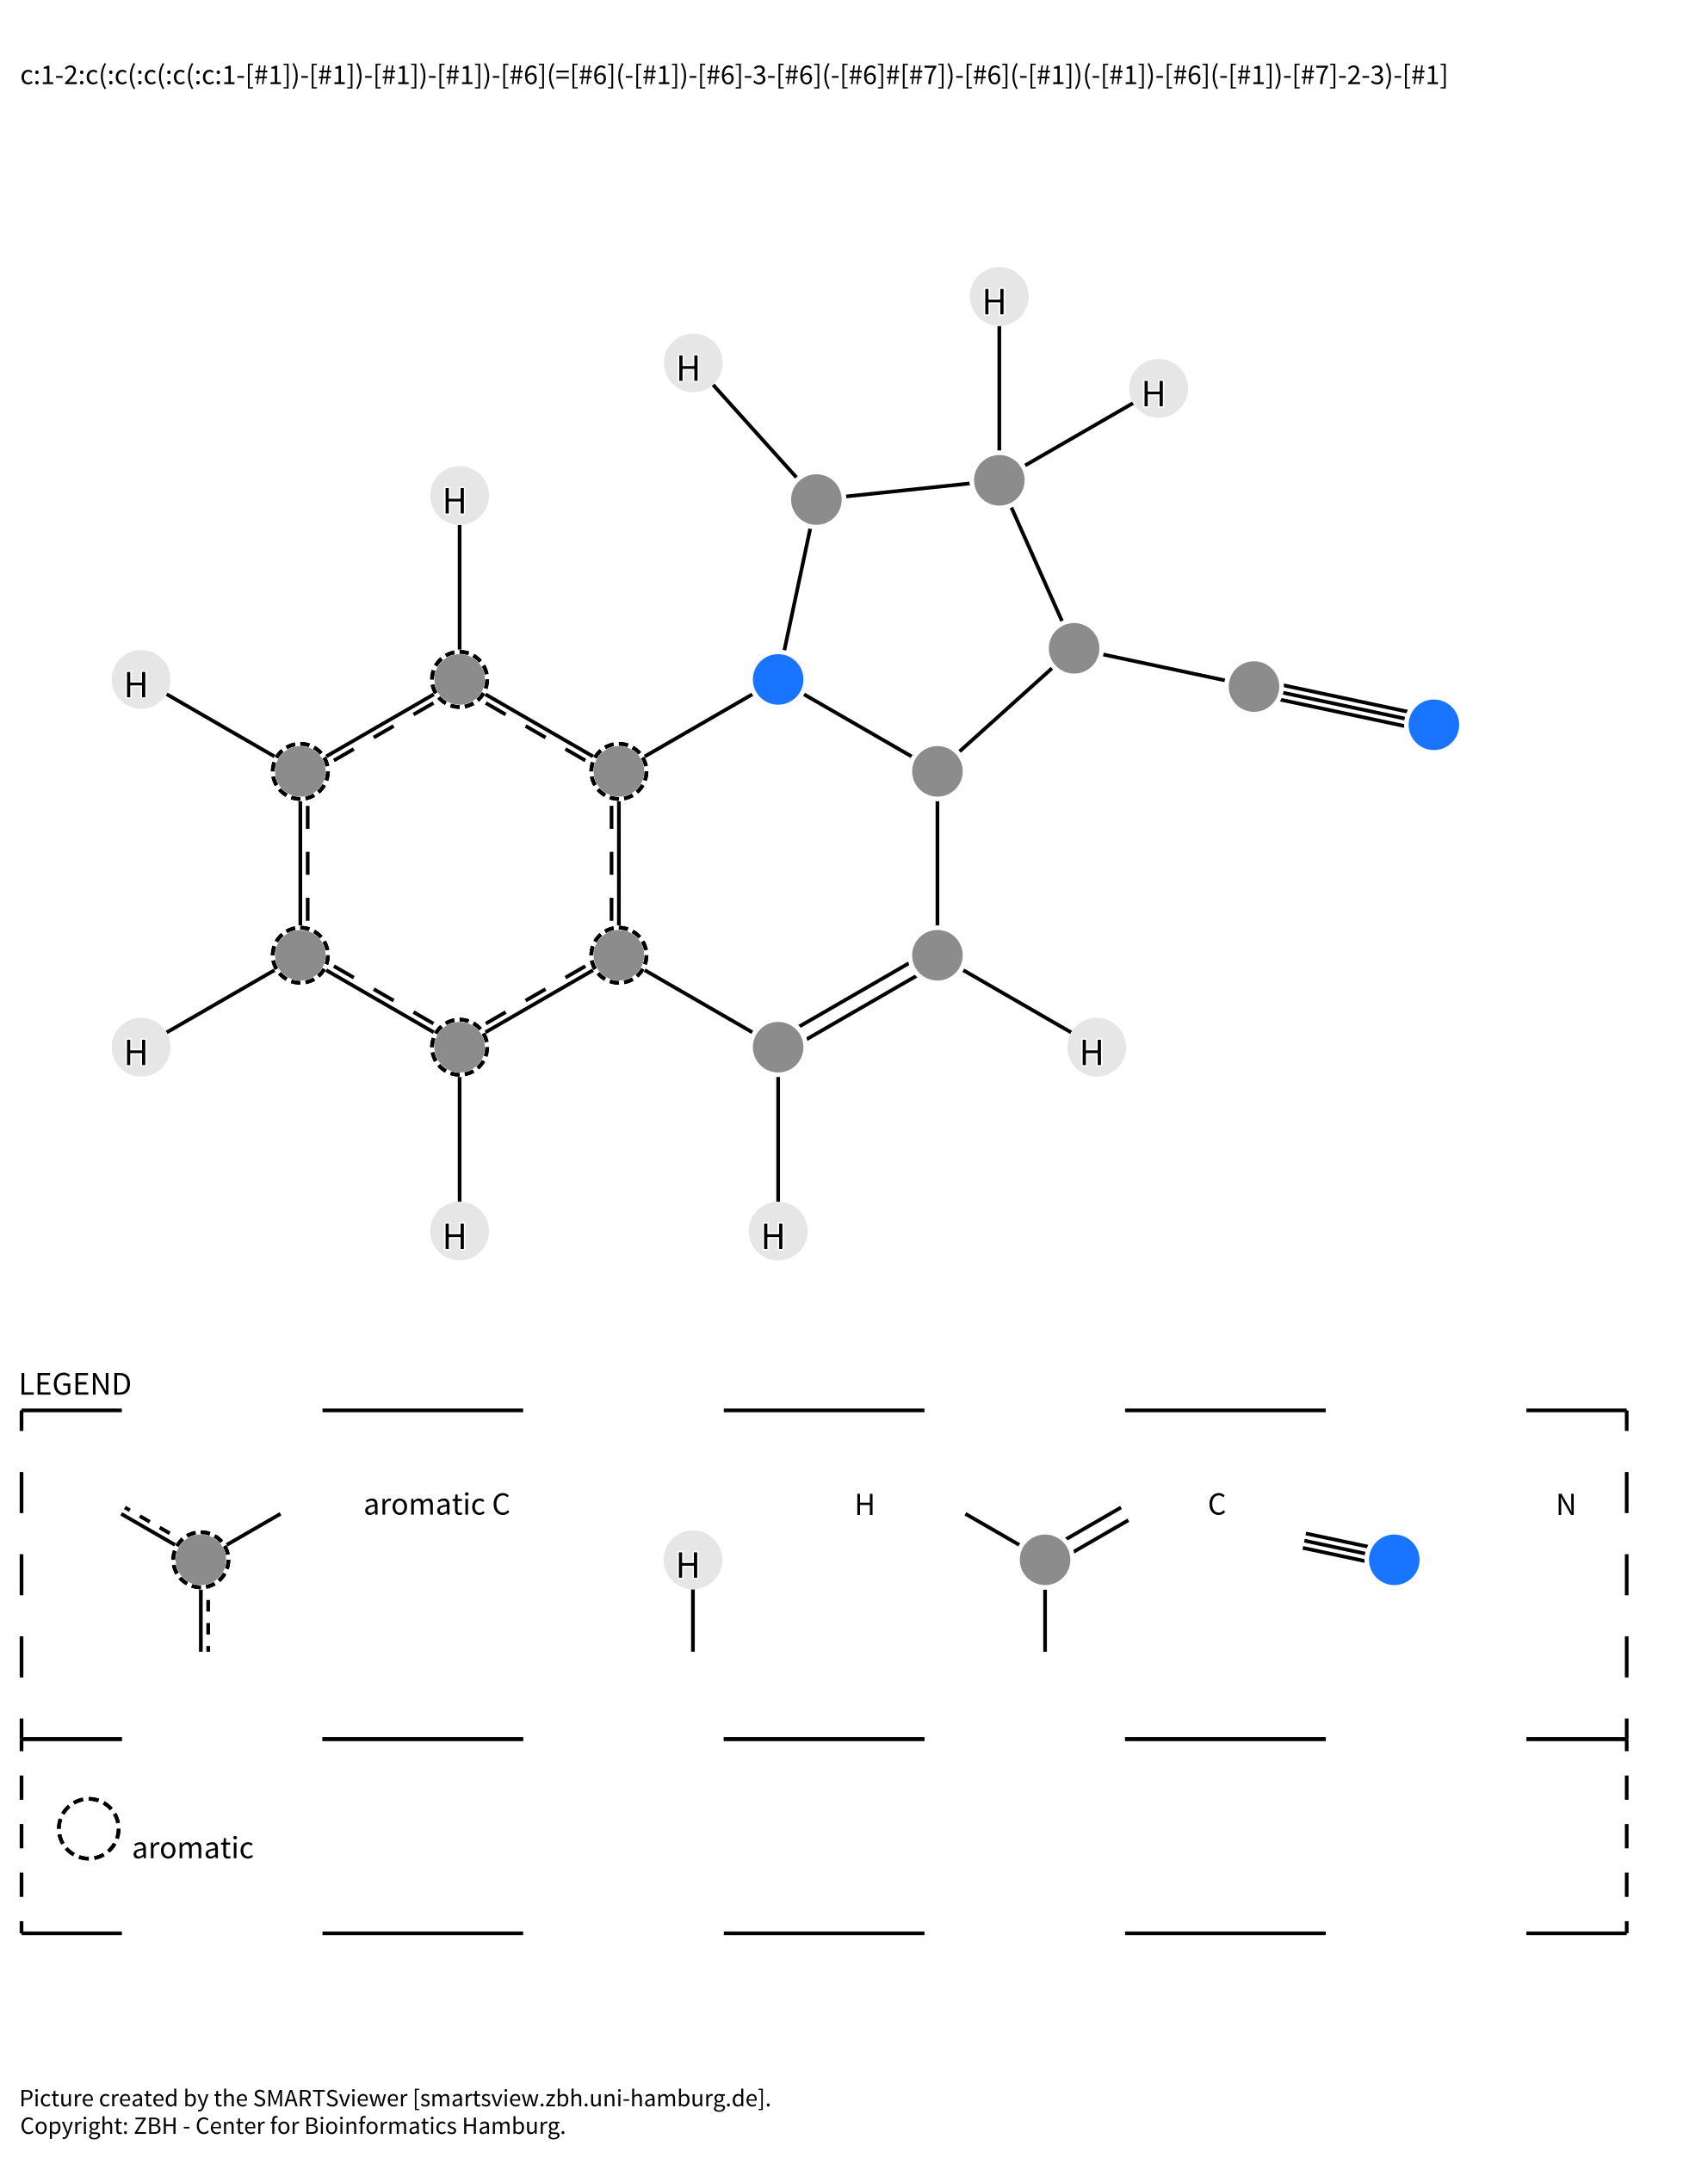 c:1-2:c(:c(:c(:c(:c:1-[#1])-[#1])-[#1])-[#1])-[#6](=[#6](-[#1])-[#6]-3-[#6](-[#6]#[#7])-[#6](-[#1])(-[#1])-[#6](-[#1])-[#7]-2-3)-[#1]
H
H
H
H
H
H
H
H
H
LEGEND
aromatic C
H
C
N
H
aromatic
Picture created by the SMARTSviewer [smartsview.zbh.uni-hamburg.de].
Copyright: ZBH - Center for Bioinformatics Hamburg.